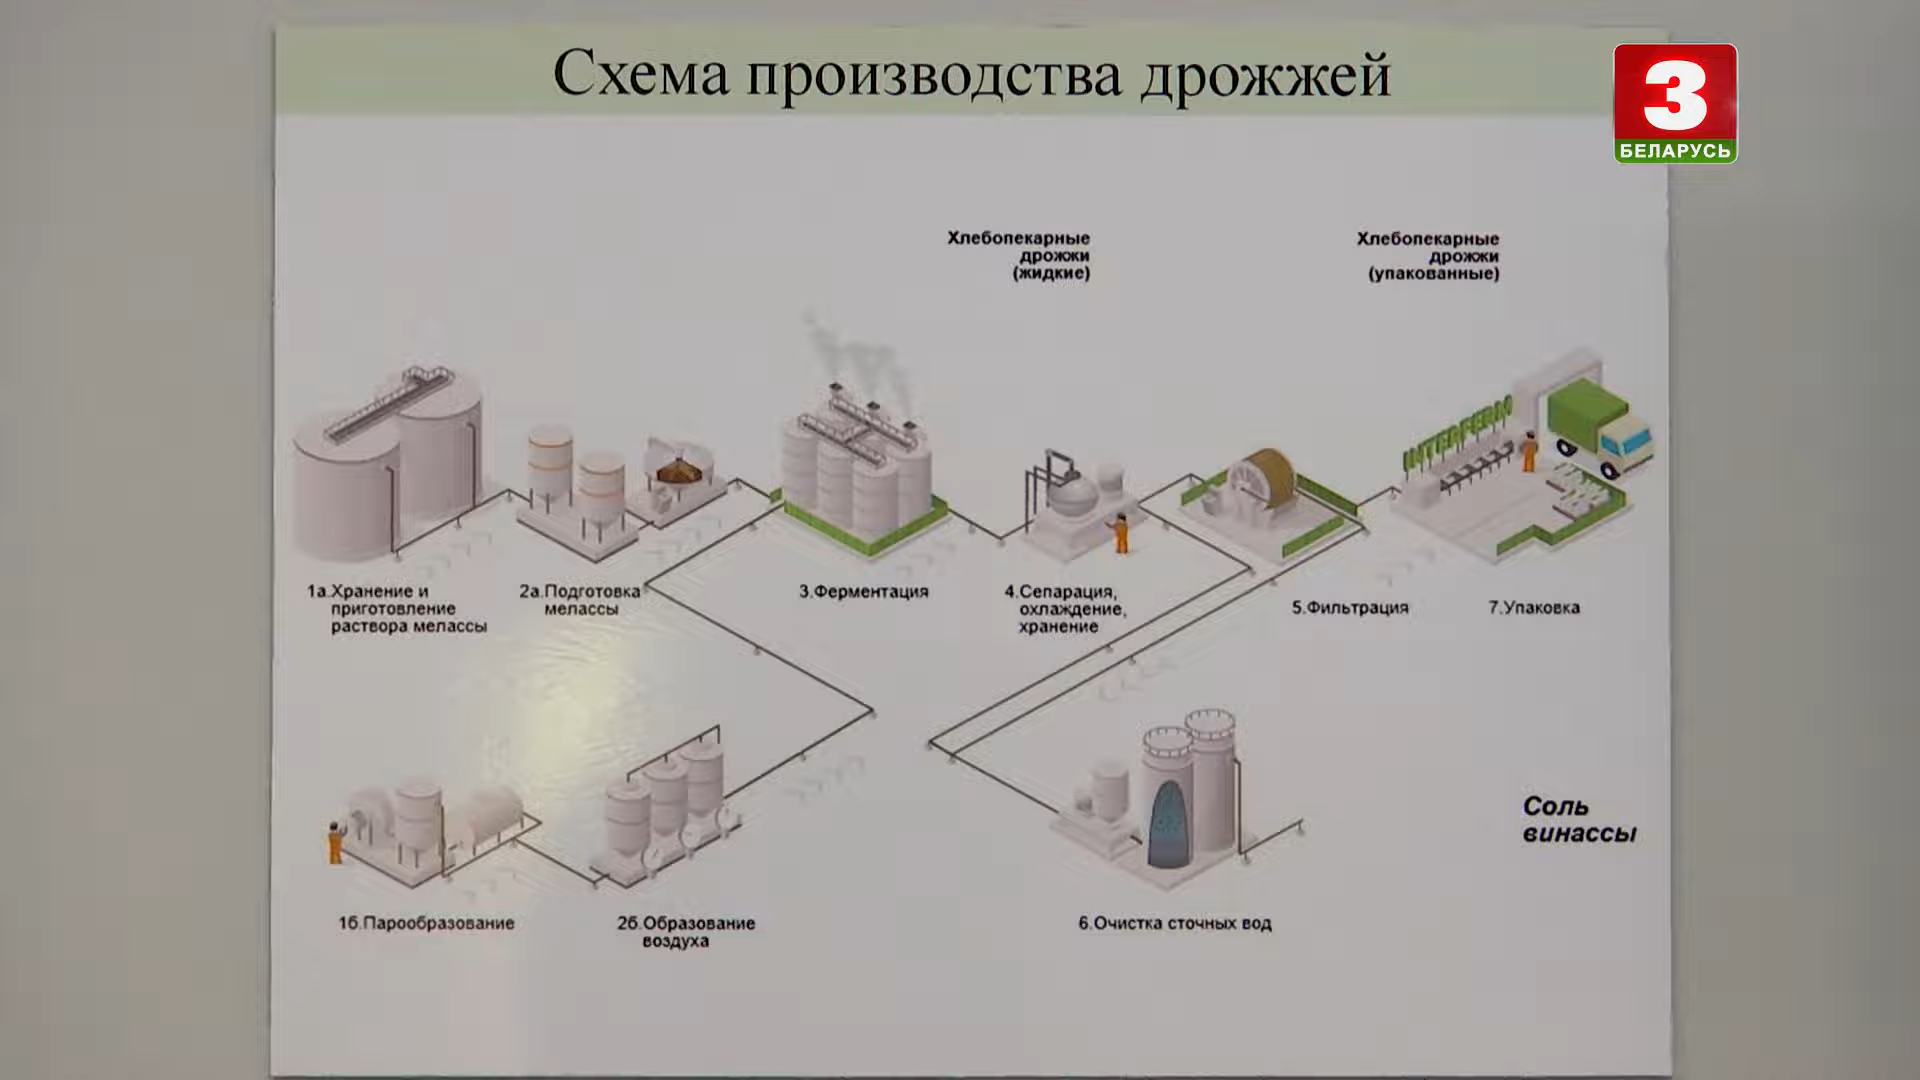 Схема производства дрожжей
3
БЕЛАРУСЬ
Хлебопекарные
дрожжи
(жидкие)
Хлебопекарные
дрожжи
(упакованные)
INTERFERM
1а.Хранение и
приготовление
раствора мелассы
2а.Подготовка
мелассы
3.Ферментация
4.Сепарация,
охлаждение,
хранение
5.Фильтрация
7.Упаковка
Соль
винассы
1б.Парообразование
2б.Образование
воздуха
6.Очистка сточных вод